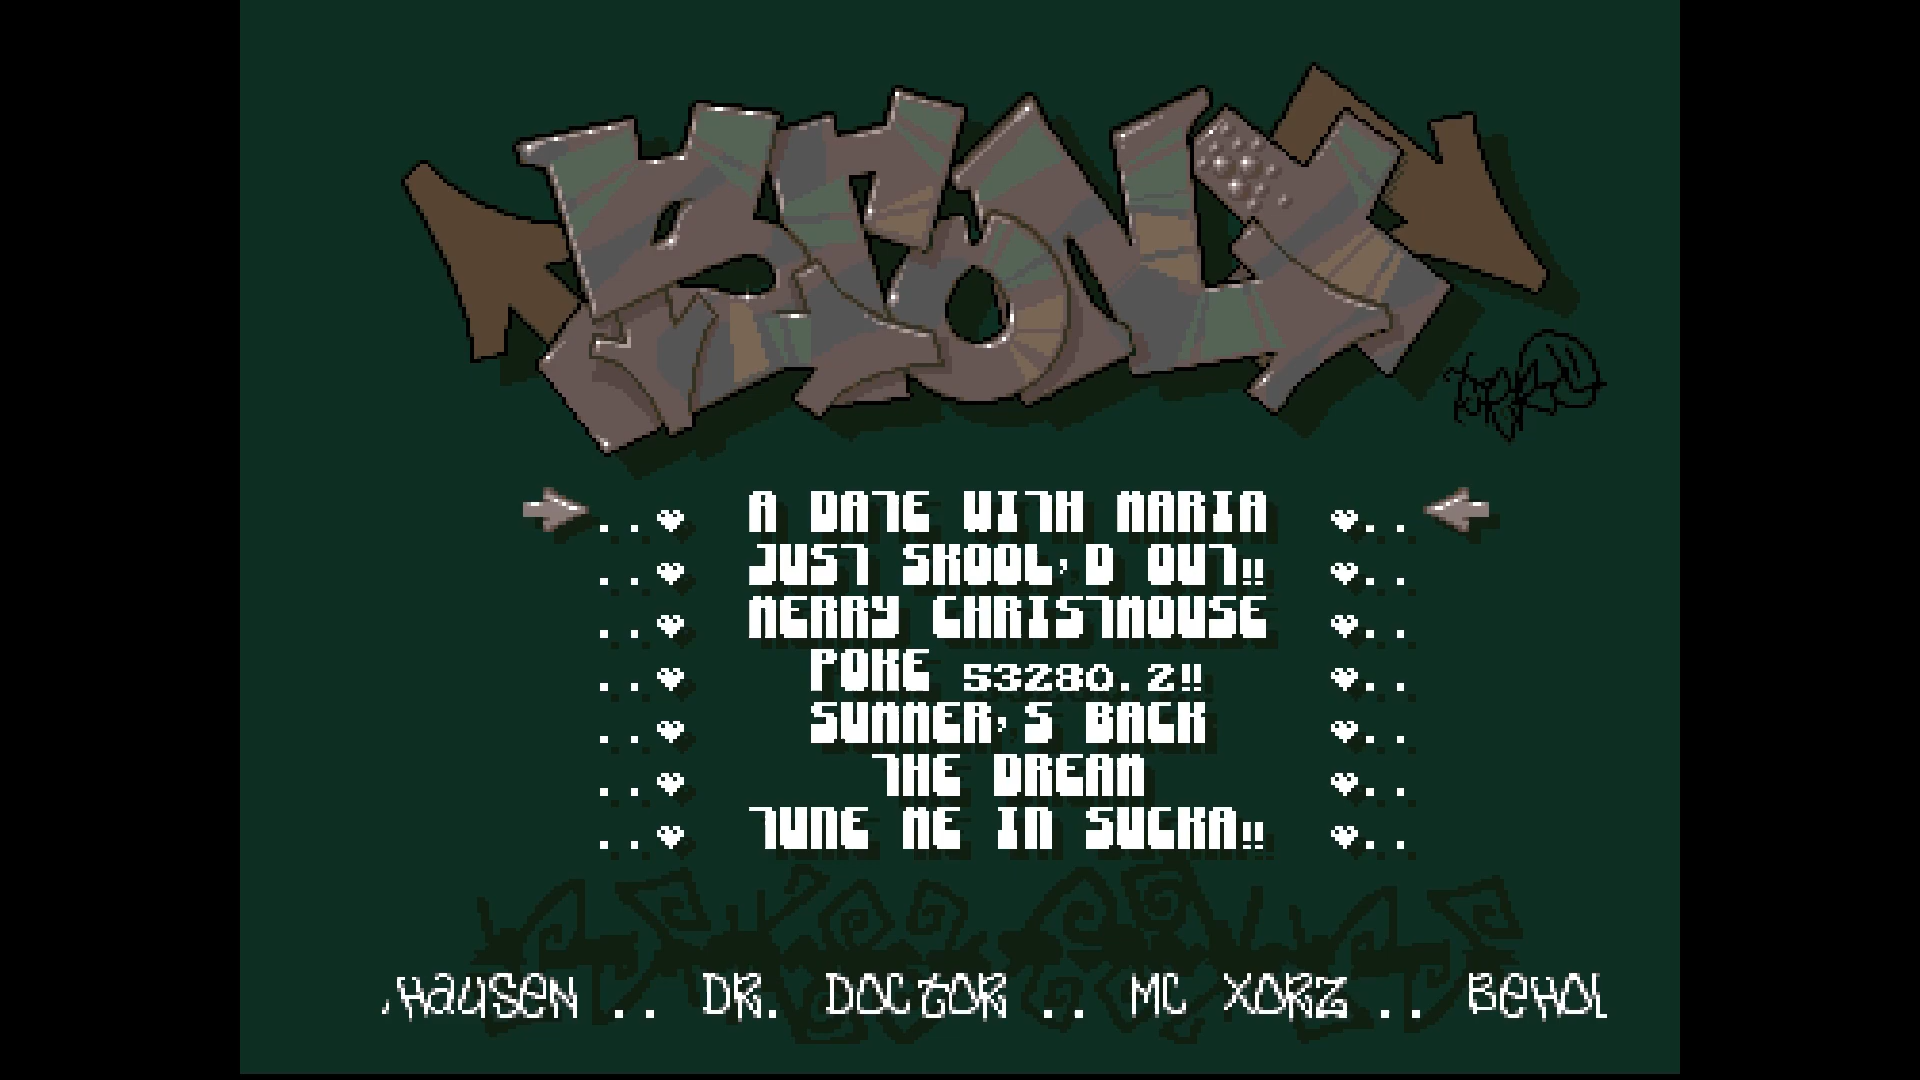 A DATE WITH MARIA
JUST SKOOL'D OUT!!
MERRY CHRISTMOUSE
POKE 53280.2!!
SUMMER'S BACK
THE DREAM
TUNE ME IN SUCKA!!
HAUSEN .. DR. DOCTOR .. MC XORZ .. BEHOL